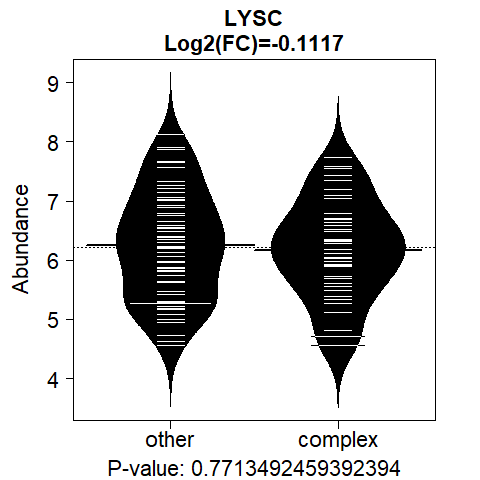 LYSC
Log2(FC)=-0.1117
9
8
7
6
5
4
Abundance
other complex
P-value: 0.7713492459392394